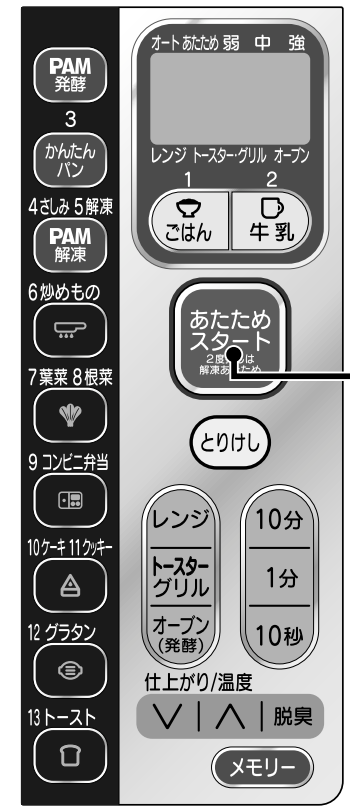 PAM
発酵
3
かんたん
パン
4さしみ 5解凍
PAM
解凍
6炒めもの
7葉菜 8根菜
9 コンビニ弁当
10ケーキ 11クッキー
12 グラタン
13トースト
オートあたため 弱 中 強
レンジ トースター・グリル オーブン
1 2
ごはん 牛乳
あたため
スタート
2度押しは
解凍あたため
とりけし
レンジ 10分
トースター
グリル
1分
オーブン
(発酵)
10秒
仕上がり/温度
脱臭
メモリー